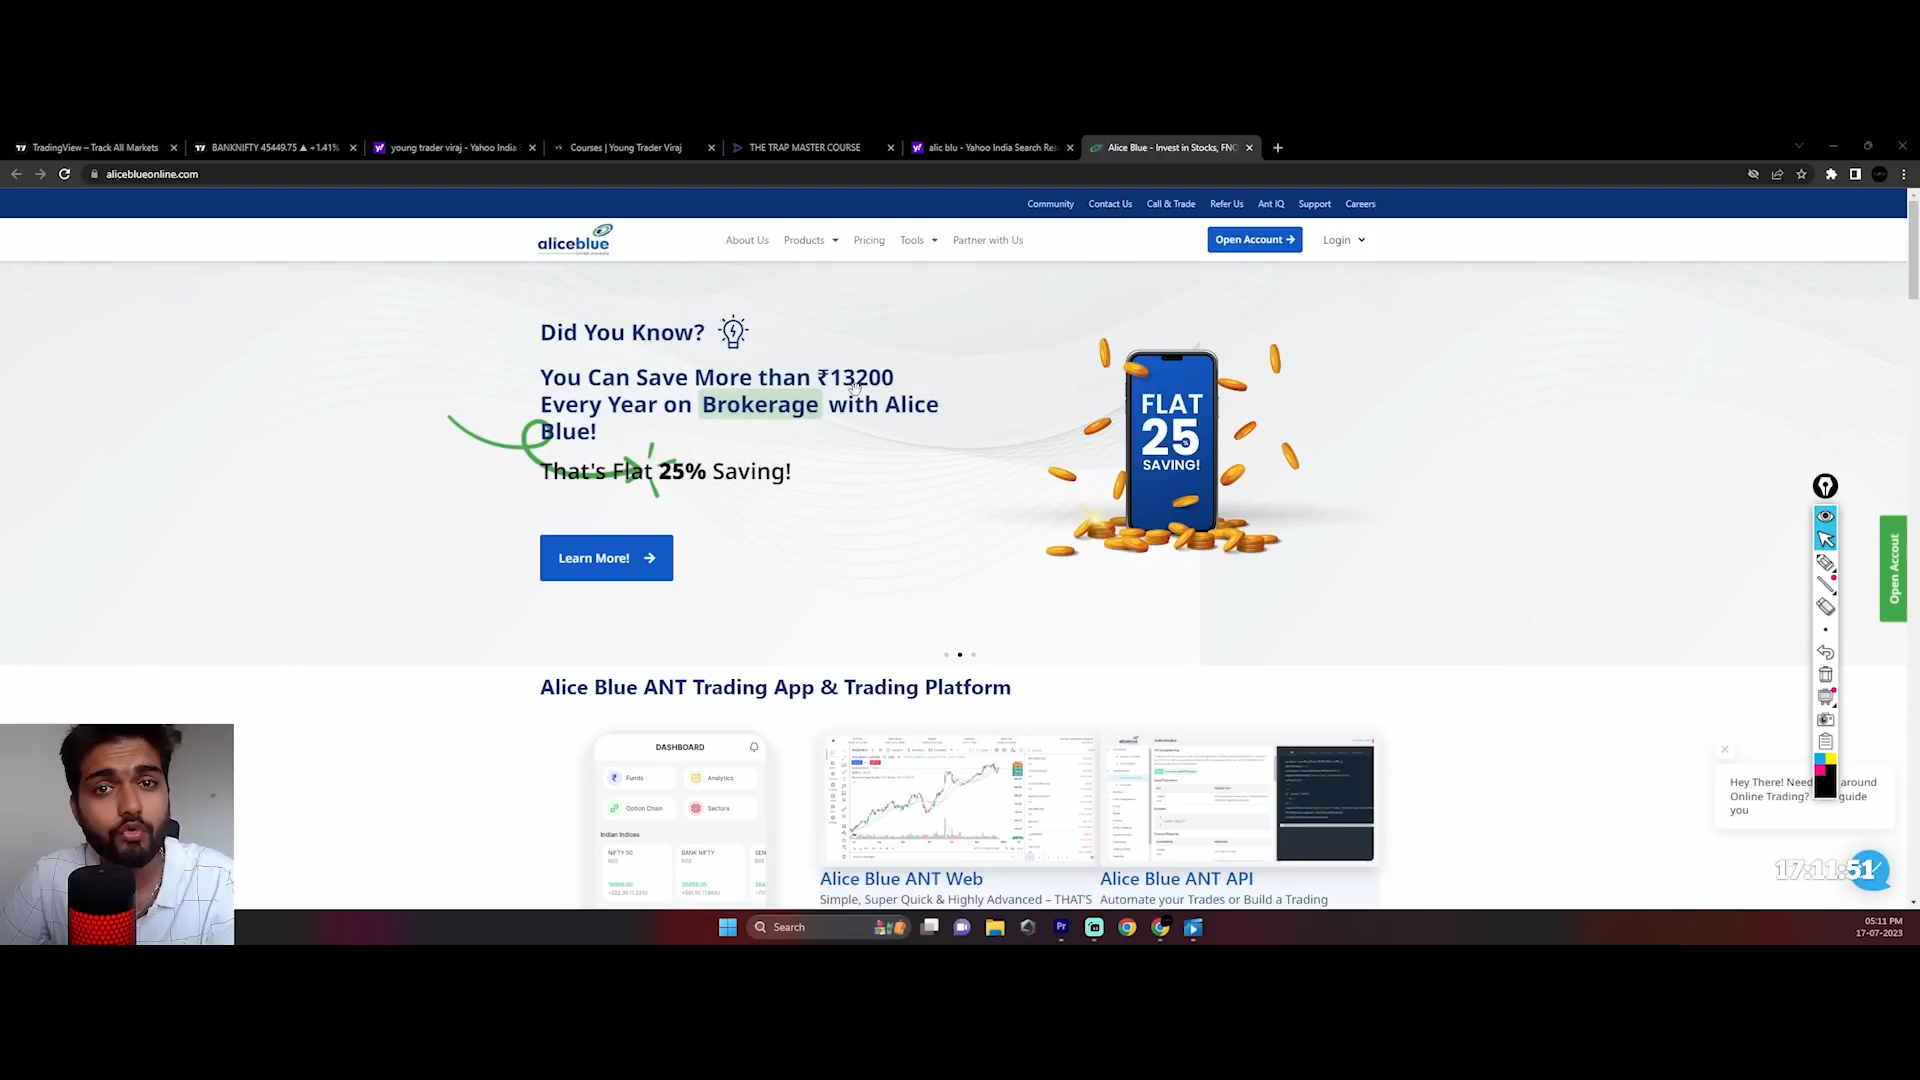 TradingView – Track All Markets
BANKNIFTY 45449.75 ▲ +1.41%
young trader viraj - Yahoo India
Courses | Young Trader Viraj
THE TRAP MASTER COURSE
alic blu - Yahoo India Search Res
Alice Blue - Invest in Stocks, FNO
aliceblueonline.com
Community
Contact Us
Call & Trade
Refer Us
Ant IQ
Support
Careers
aliceblue
About Us
Products
Pricing
Tools
Partner with Us
Open Account
Login
Did You Know?
You Can Save More than ₹13200
Every Year on Brokerage with Alice
Blue!
That's Flat 25% Saving!
Learn More!
FLAT
25%
SAVING!
Open Accout
Alice Blue ANT Trading App & Trading Platform
DASHBOARD
Funds
Analytics
Option Chain
Sectors
Indian Indices
NIFTY 50
BANK NIFTY
SEN
NSE
NSE
Alice Blue ANT Web
Simple, Super Quick & Highly Advanced – THAT'S
Alice Blue ANT API
Automate your Trades or Build a Trading
Hey There! Need around
Online Trading? guide
you
17:11:51
Search
Pr
05:11 PM
17-07-2023